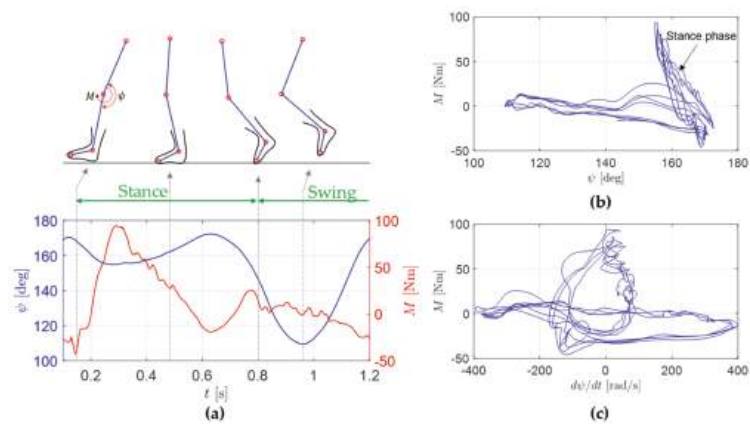 M
ψ
Stance
Swing
180
160
140
120
100
ψ [deg]
100
50
0
-50
M [Nm]
0.2
0.4
0.6
0.8
1
1.2
t [s]
(a)
100
50
0
-50
M [Nm]
Stance phase
100
120
140
160
180
ψ [deg]
(b)
100
50
0
-50
M [Nm]
-400
-200
0
200
400
dψ/dt [rad/s]
(c)